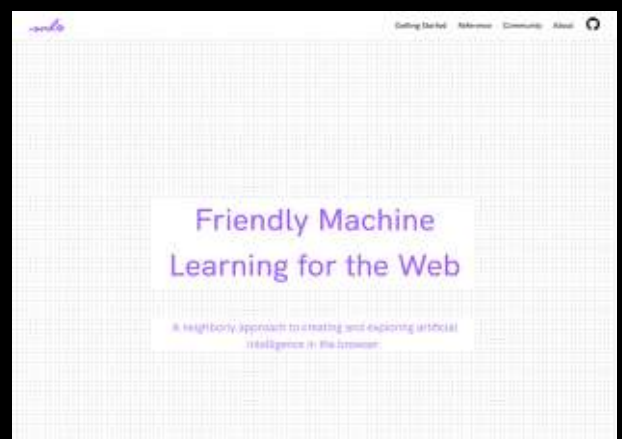 Getting Started Reference Community About
Friendly Machine
Learning for the Web
A neighborly approach to creating and exploring artificial
intelligence in the browser.